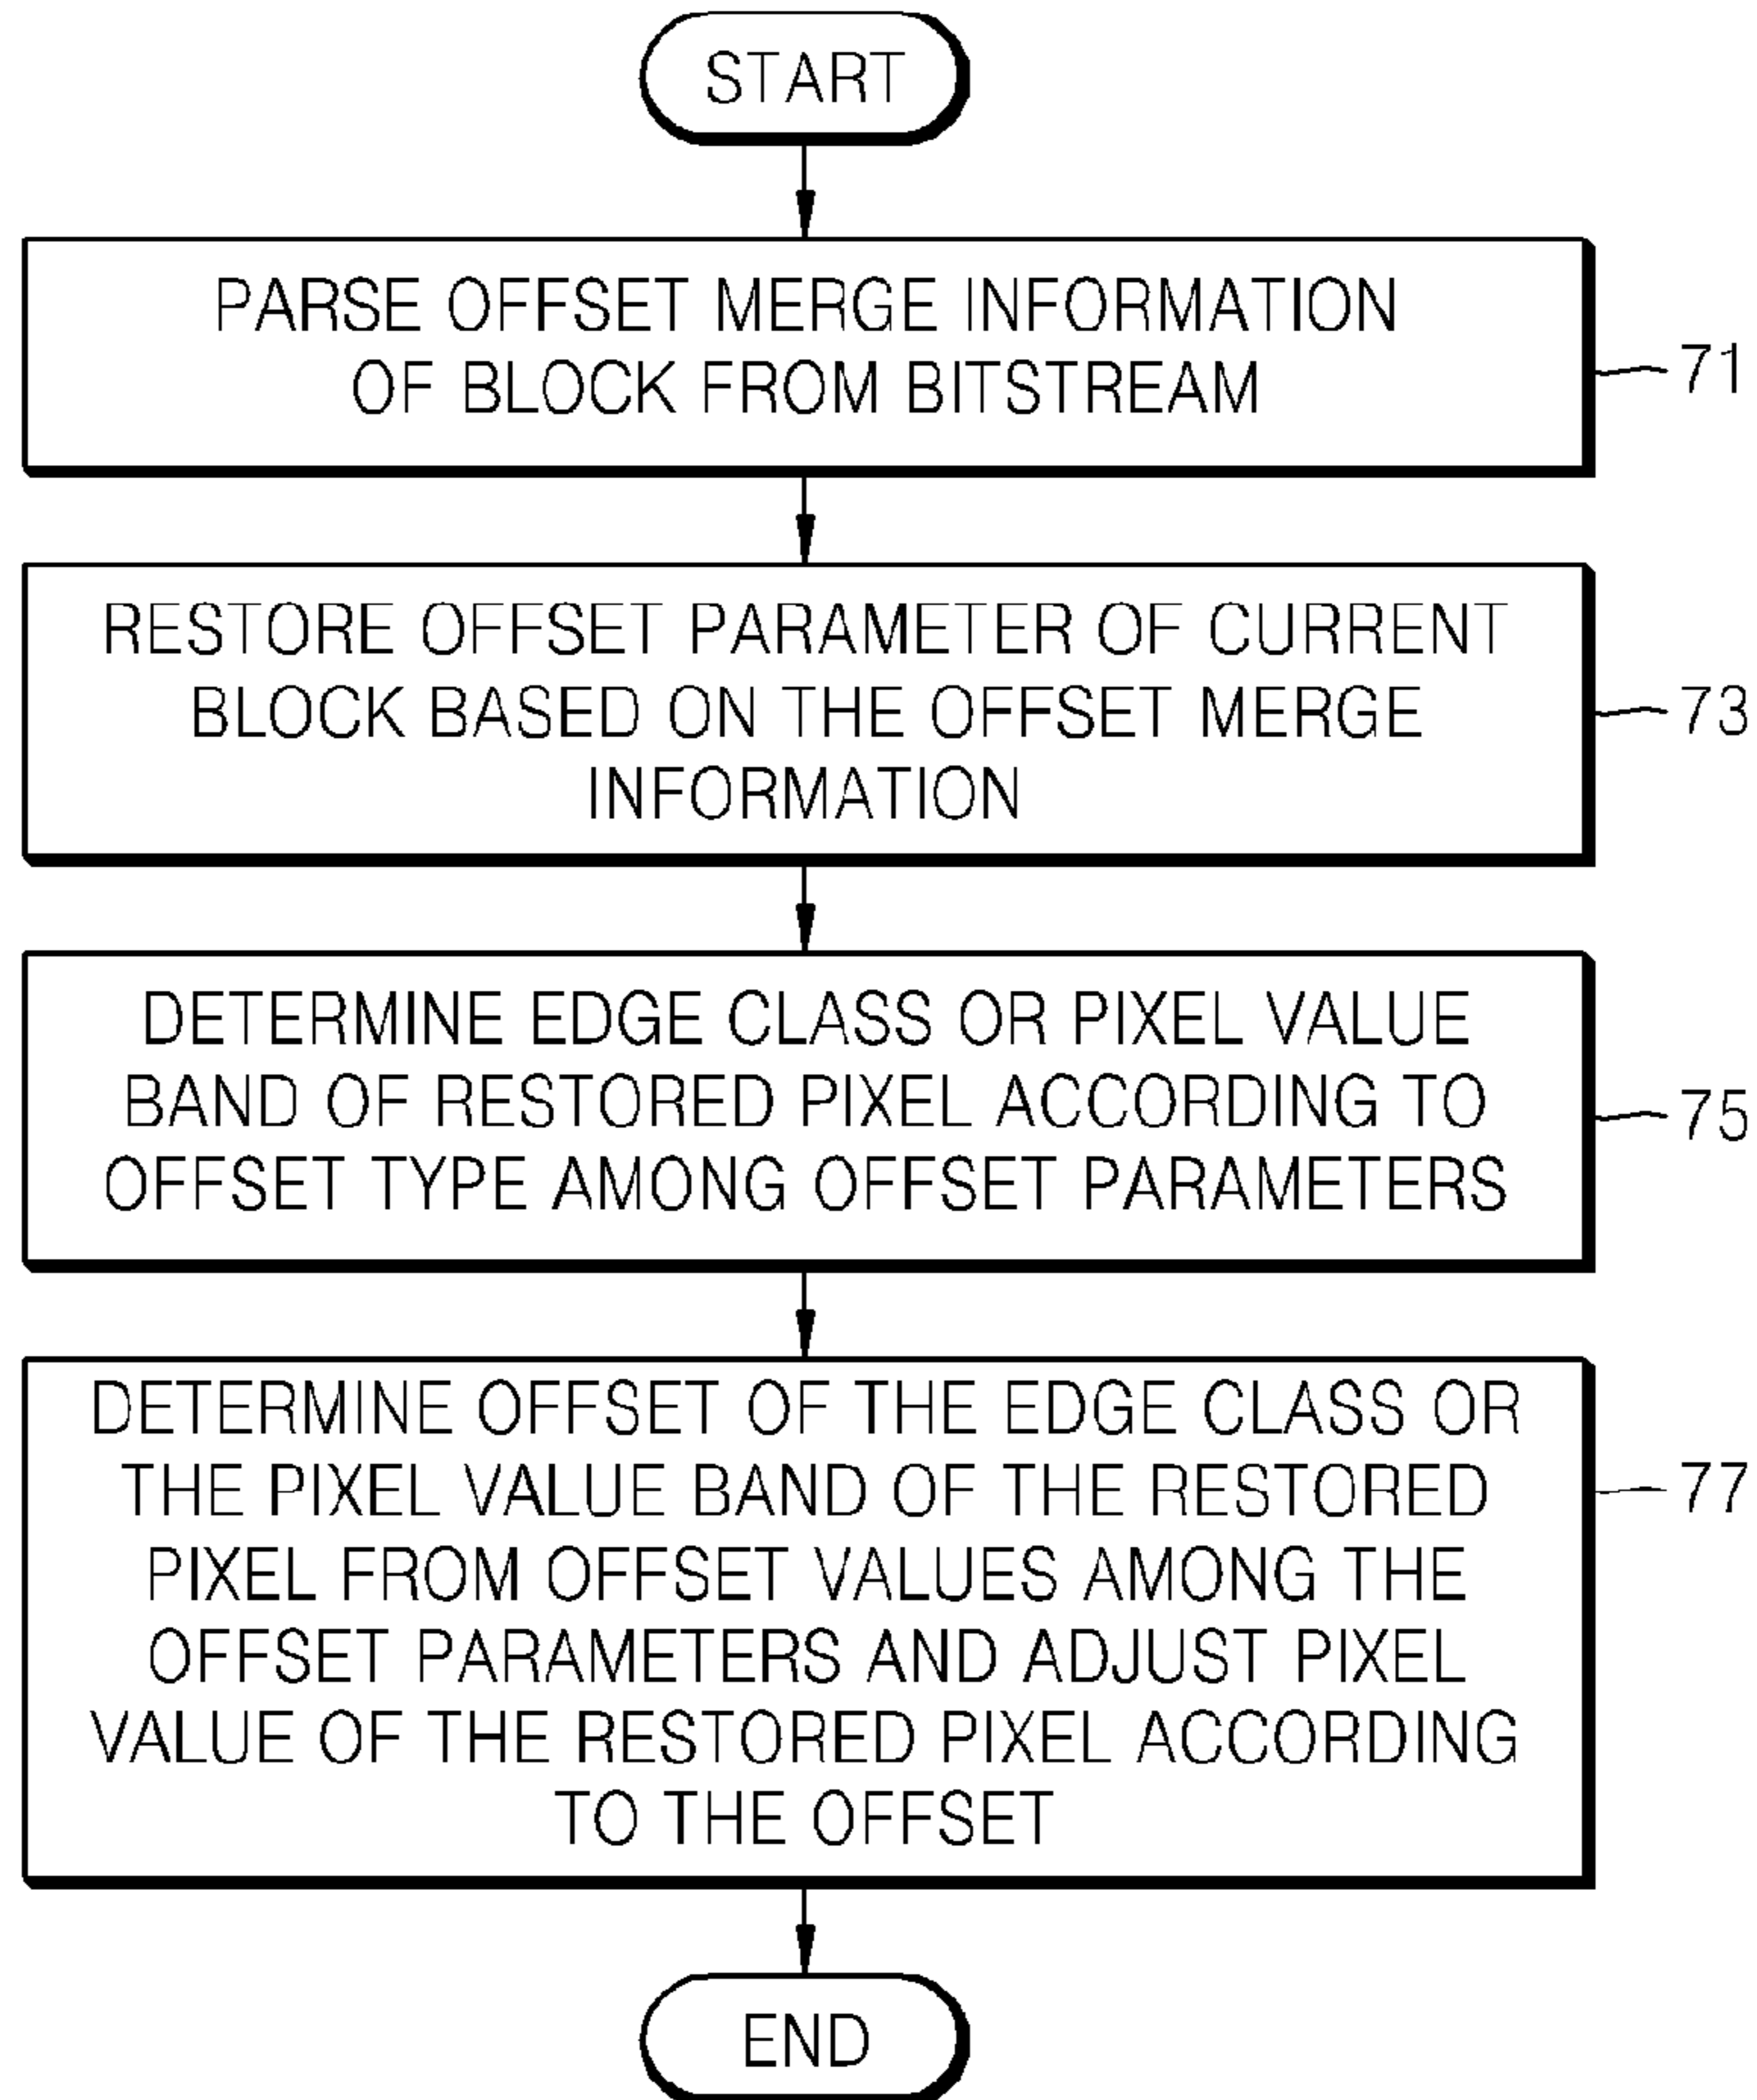 START
PARSE OFFSET MERGE INFORMATION
OF BLOCK FROM BITSTREAM
71
RESTORE OFFSET PARAMETER OF CURRENT
BLOCK BASED ON THE OFFSET MERGE
INFORMATION
73
DETERMINE EDGE CLASS OR PIXEL VALUE
BAND OF RESTORED PIXEL ACCORDING TO
OFFSET TYPE AMONG OFFSET PARAMETERS
75
DETERMINE OFFSET OF THE EDGE CLASS OR
THE PIXEL VALUE BAND OF THE RESTORED
PIXEL FROM OFFSET VALUES AMONG THE
OFFSET PARAMETERS AND ADJUST PIXEL
VALUE OF THE RESTORED PIXEL ACCORDING
TO THE OFFSET
77
END